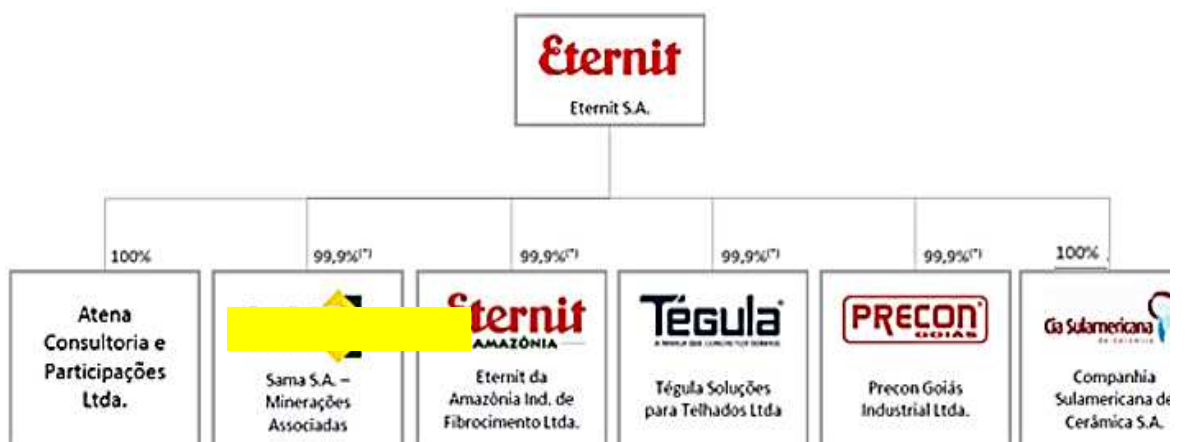 Eternit
Eternit S.A.
100%
99,9%(*)
99,9%(*)
99,9%(*)
99,9%(*)
100%
Atena
Consultoria e
Participações
Ltda.
Sama S.A. –
Minerações
Associadas
Eternit
AMAZÔNIA
Eternit da
Amazônia Ind. de
Fibrocimento Ltda.
Tégula
Tégula Soluções
para Telhados Ltda
PRECON
GOIÁS
Precon Goiás
Industrial Ltda.
Cia Sulamericana
de cerâmica
Companhia
Sulamericana de
Cerâmica S.A.